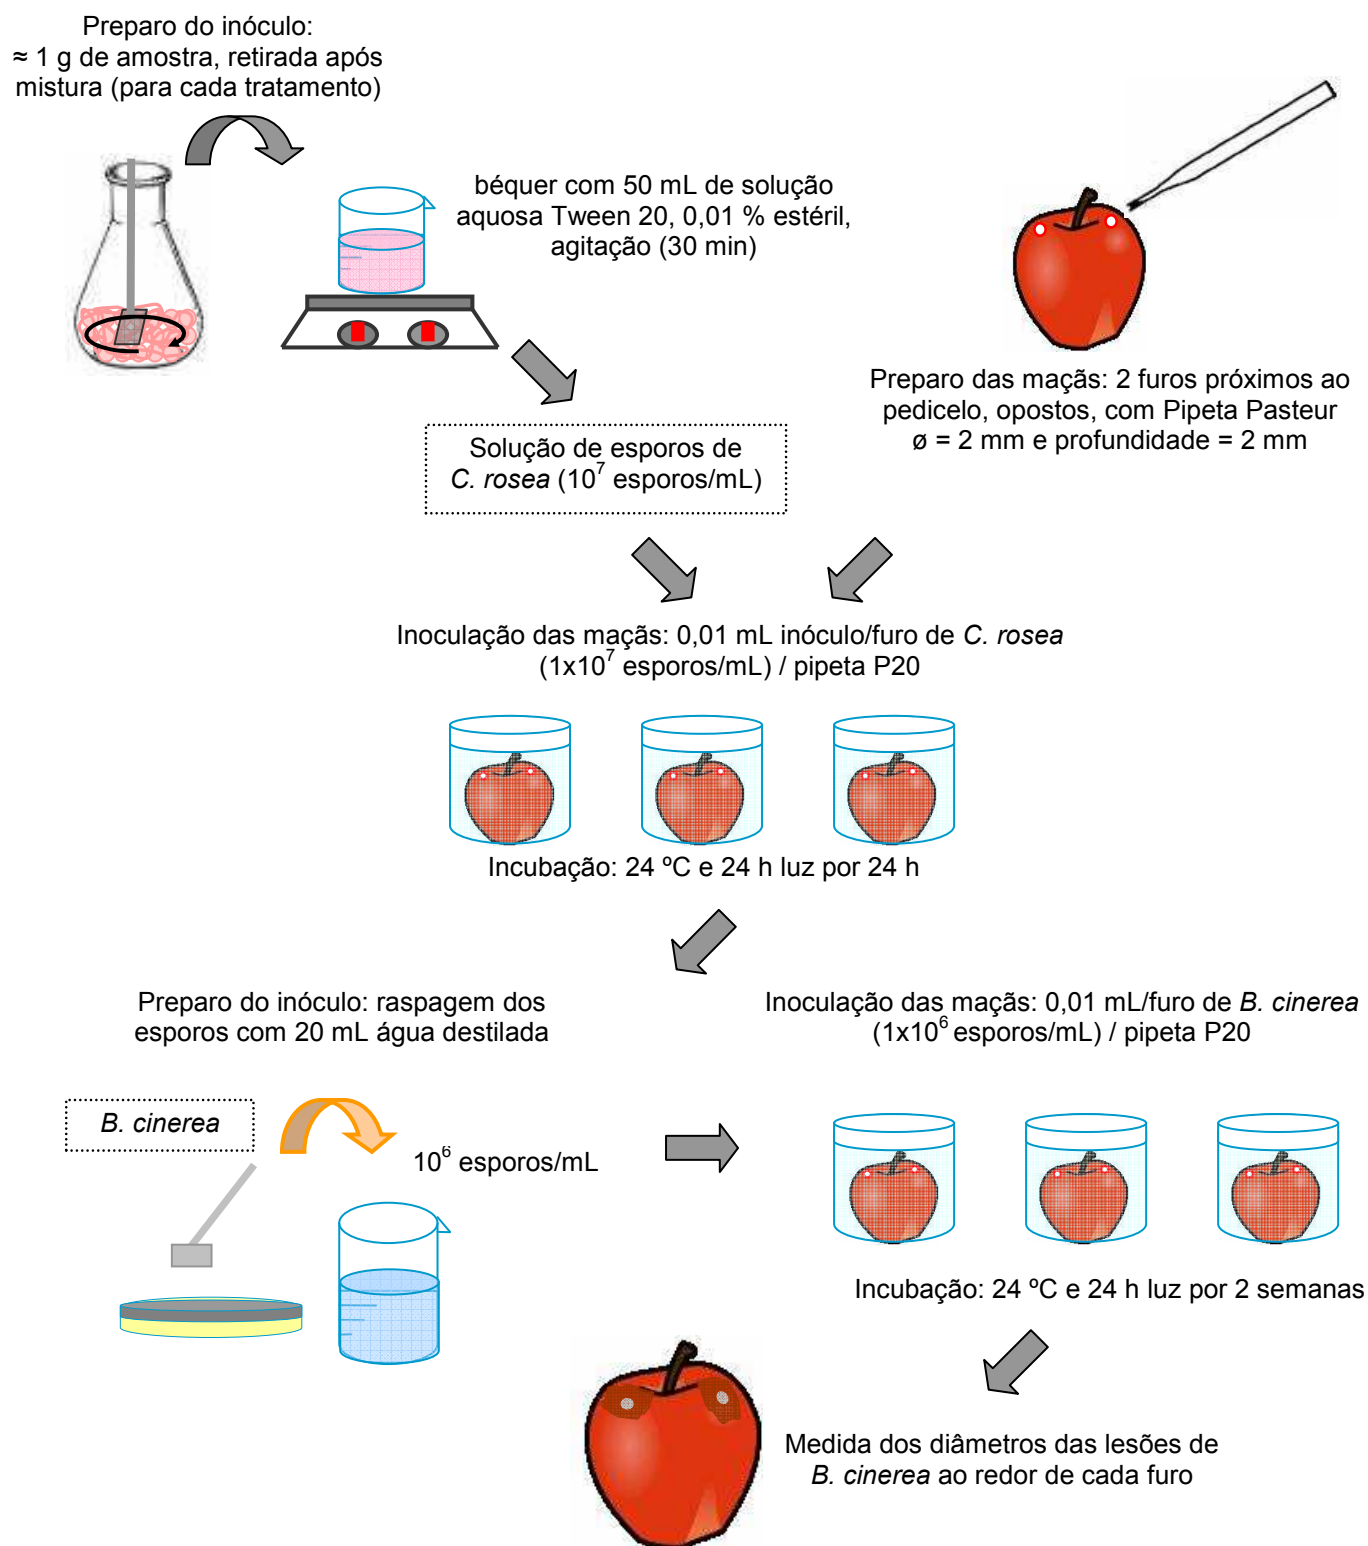 Preparo do inóculo:
≈ 1 g de amostra, retirada após
mistura (para cada tratamento)
béquer com 50 mL de solução
aquosa Tween 20, 0,01 % estéril,
agitação (30 min)
Preparo das maçãs: 2 furos próximos ao
pedicelo, opostos, com Pipeta Pasteur
ø = 2 mm e profundidade = 2 mm
Solução de esporos de
C. rosea (10⁷ esporos/mL)
Inoculação das maçãs: 0,01 mL inóculo/furo de C. rosea
(1x10⁷ esporos/mL) / pipeta P20
Incubação: 24 ºC e 24 h luz por 24 h
Preparo do inóculo: raspagem dos
esporos com 20 mL água destilada
Inoculação das maçãs: 0,01 mL/furo de B. cinerea
(1x10⁶ esporos/mL) / pipeta P20
B. cinerea
10⁶ esporos/mL
Incubação: 24 ºC e 24 h luz por 2 semanas
Medida dos diâmetros das lesões de
B. cinerea ao redor de cada furo